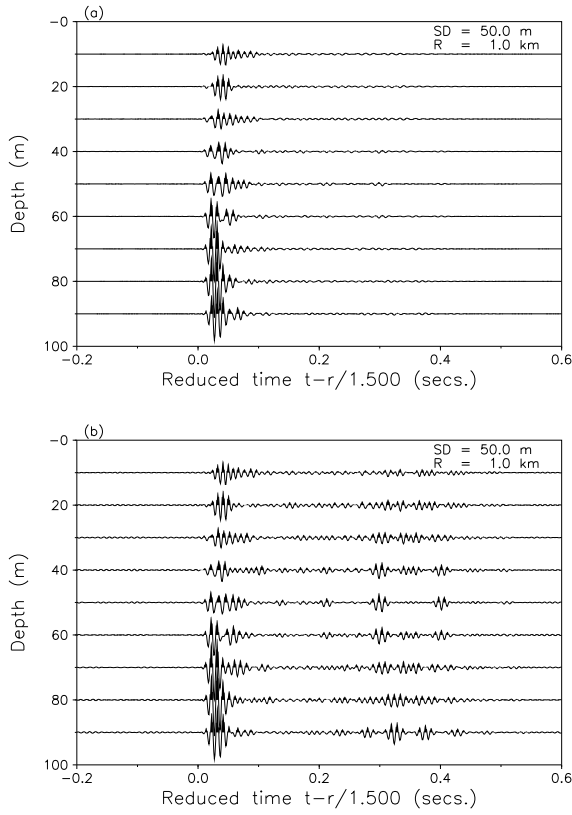 (a)
SD = 50.0 m
R = 1.0 km
Depth (m)
−0
20
40
60
80
100
−0.2 0.0 0.2 0.4 0.6
Reduced time t−r/1.500 (secs.)
(b)
SD = 50.0 m
R = 1.0 km
Depth (m)
−0
20
40
60
80
100
−0.2 0.0 0.2 0.4 0.6
Reduced time t−r/1.500 (secs.)